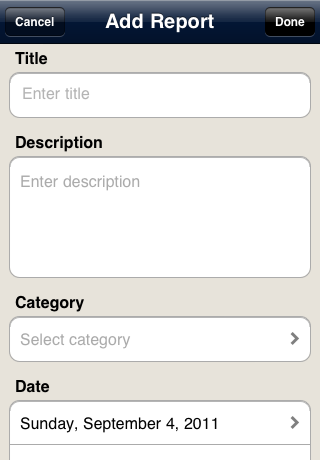 Cancel Add Report Done
Title
Enter title
Description
Enter description
Category
Select category
Date
Sunday, September 4, 2011